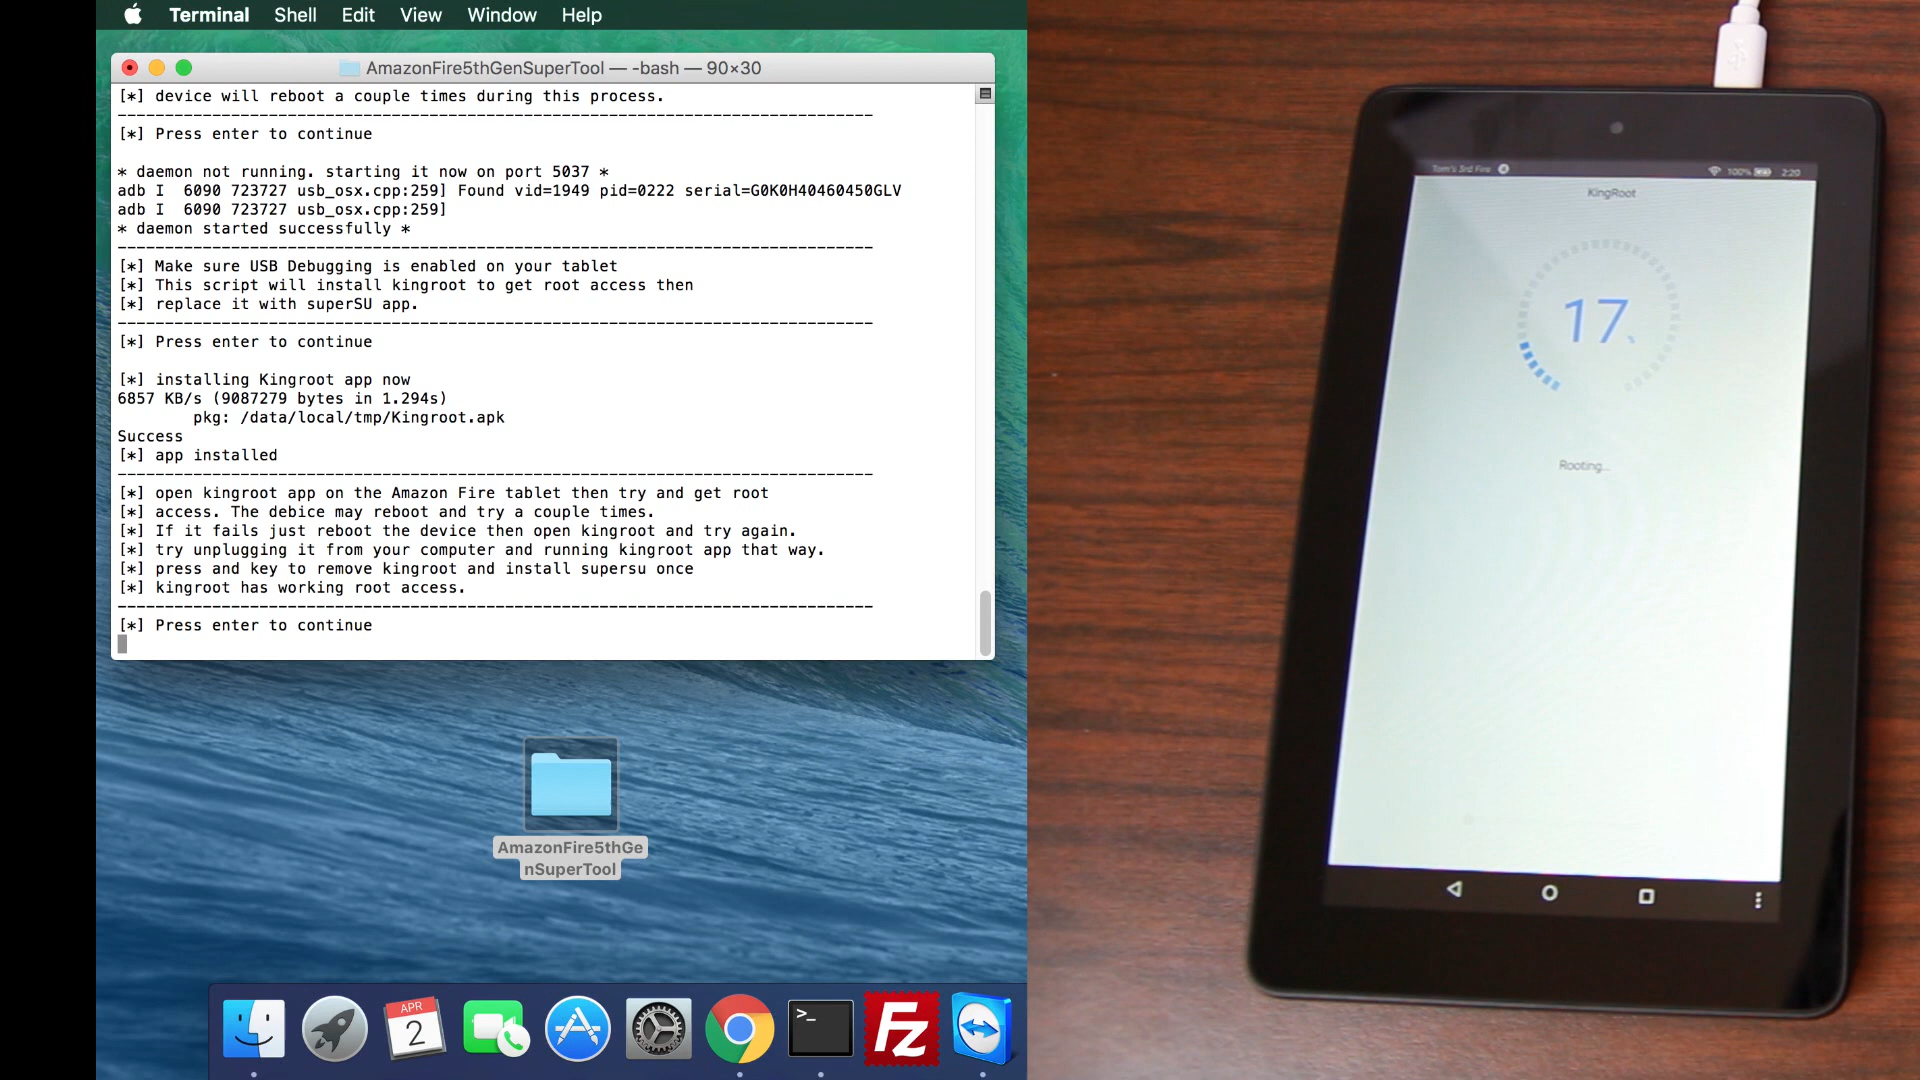 Terminal Shell Edit View Window Help
AmazonFire5thGenSuperTool — -bash — 90×30
[*] device will reboot a couple times during this process.
--------------------------------------------------------------------------------
[*] Press enter to continue
* daemon not running. starting it now on port 5037 *
adb I  6090 723727 usb_osx.cpp:259] Found vid=1949 pid=0222 serial=G0K0H40460450GLV
adb I  6090 723727 usb_osx.cpp:259]
* daemon started successfully *
--------------------------------------------------------------------------------
[*] Make sure USB Debugging is enabled on your tablet
[*] This script will install kingroot to get root access then
[*] replace it with superSU app.
--------------------------------------------------------------------------------
[*] Press enter to continue
[*] installing Kingroot app now
6857 KB/s (9087279 bytes in 1.294s)
pkg: /data/local/tmp/Kingroot.apk
Success
[*] app installed
--------------------------------------------------------------------------------
[*] open kingroot app on the Amazon Fire tablet then try and get root
[*] access. The debice may reboot and try a couple times.
[*] If it fails just reboot the device then open kingroot and try again.
[*] try unplugging it from your computer and running kingroot app that way.
[*] press and key to remove kingroot and install supersu once
[*] kingroot has working root access.
--------------------------------------------------------------------------------
[*] Press enter to continue
AmazonFire5thGe
nSuperTool
APR
2
>_
Fz
Tom's 3rd Fire 100% 2:20
KingRoot
17%
Rooting...